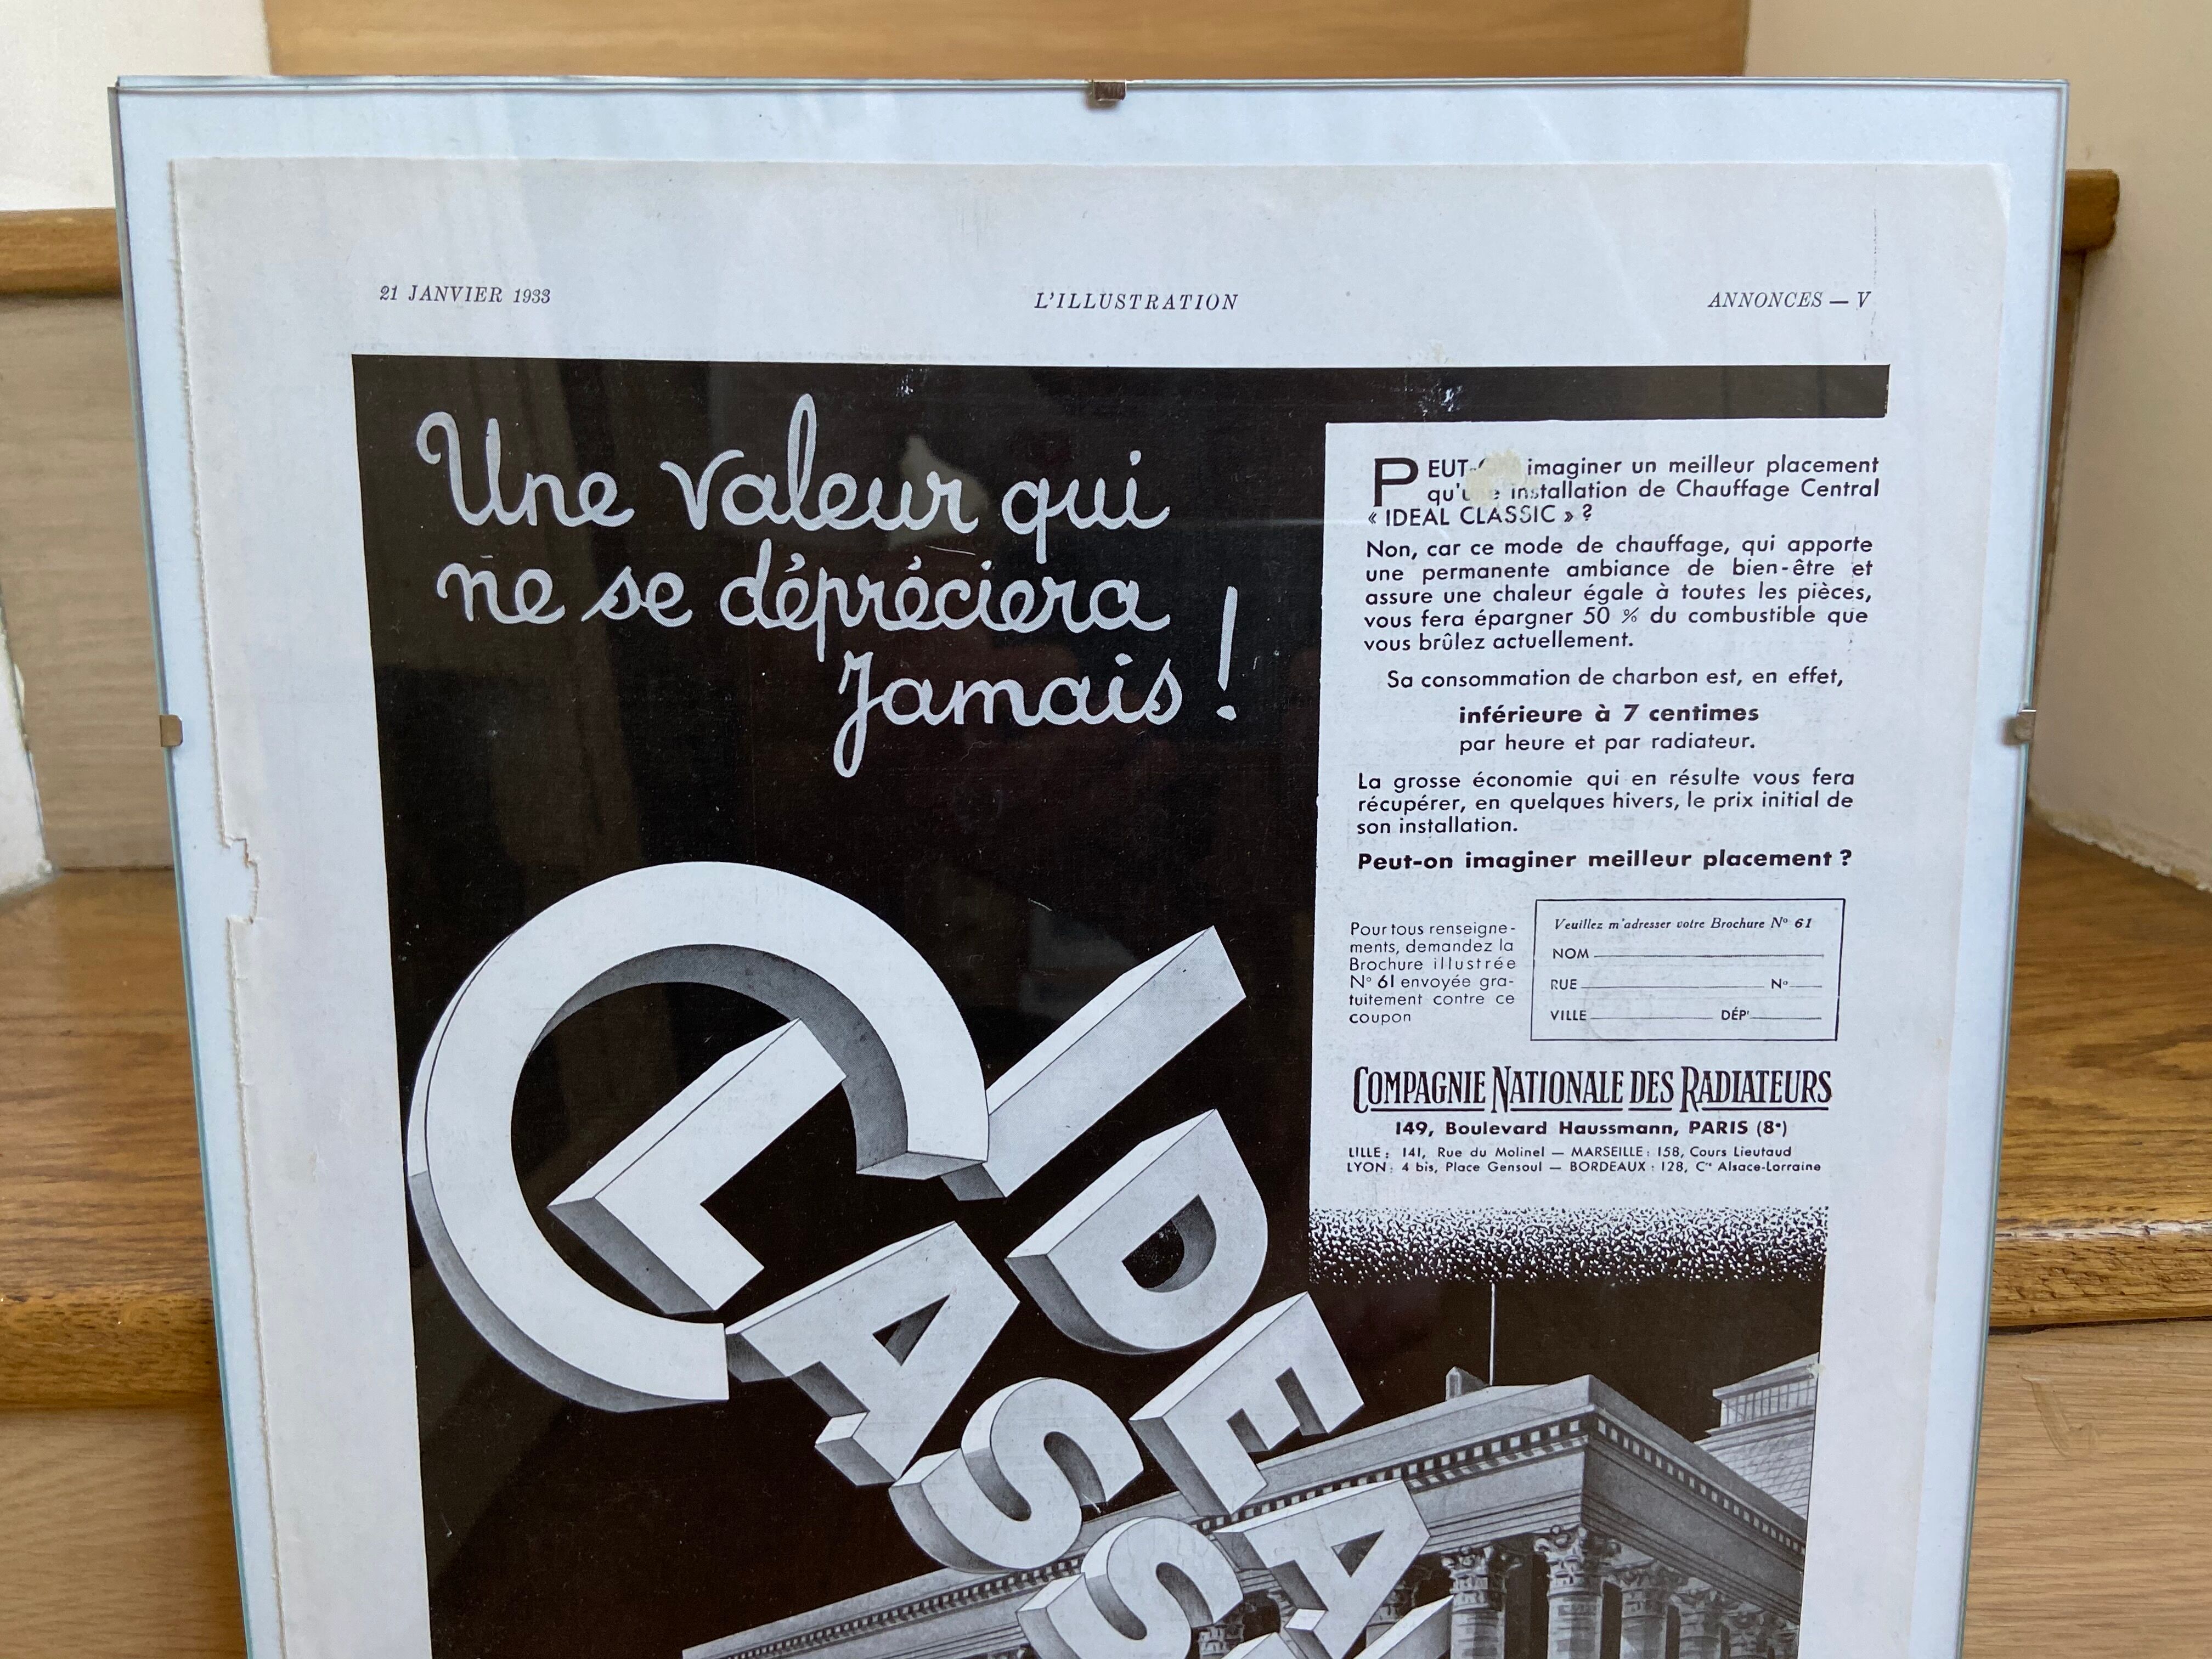 21 JANVIER 1933
L'ILLUSTRATION
ANNONCES — V
Une valeur qui
ne se dépréciera
jamais !
imaginer un meilleur placement
installation de Chauffage Central
« IDEAL CLASSIC » ?
Non, car ce mode de chauffage, qui apporte
une permanente ambiance de bien-être et
assure une chaleur égale à toutes les pièces,
vous fera épargner 50 % du combustible que
vous brûlez actuellement.
Sa consommation de charbon est, en effet,
inférieure à 7 centimes
par heure et par radiateur.
La grosse économie qui en résulte vous fera
récupérer, en quelques hivers, le prix initial de
son installation.
Peut-on imaginer meilleur placement ?
Pour tous renseigne-
ments, demandez la
Brochure illustrée
N° 61 envoyée gra-
tuitement contre ce
coupon
Veuillez m'adresser votre Brochure N° 61
NOM
RUE N°
VILLE DÉPt
COMPAGNIE NATIONALE DES RADIATEURS
149, Boulevard Haussmann, PARIS (8e)
LILLE : 141, Rue du Molinel — MARSEILLE : 158, Cours Lieutaud
LYON : 4 bis, Place Gensoul — BORDEAUX : 128, Crs Alsace-Lorraine
IDEA
CLASS